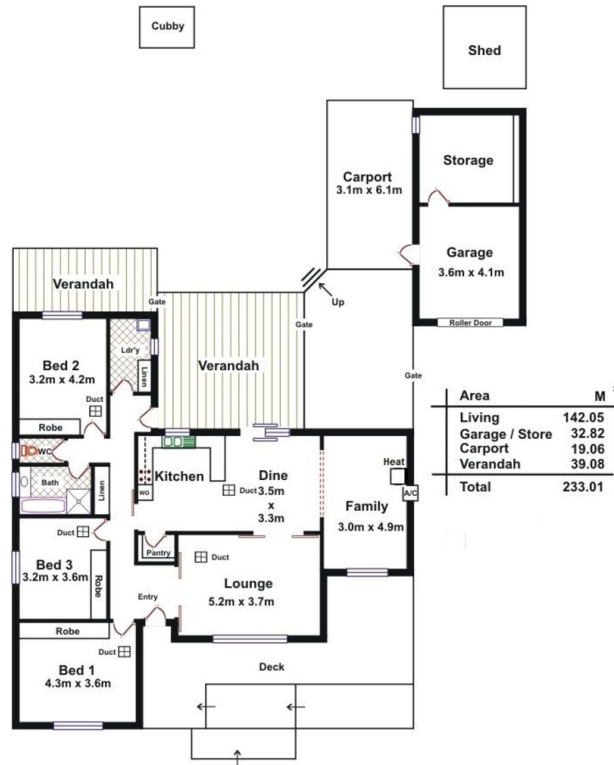 Cubby
Shed
Storage
Carport
3.1m x 6.1m
Garage
3.6m x 4.1m
Roller Door
Verandah
Gate
Up
Gate
Gate
Verandah
Ldr'y
Linen
Bed 2
3.2m x 4.2m
Duct
Robe
WC
Bath
Linen
Kitchen
WO
Dine
3.5m
x
3.3m
Duct
Heat
A/C
Family
3.0m x 4.9m
Pantry
Duct
Bed 3
3.2m x 3.6m
Robe
Duct
Lounge
5.2m x 3.7m
Entry
Robe
Duct
Bed 1
4.3m x 3.6m
Deck
Area M
Living 142.05
Garage / Store 32.82
Carport 19.06
Verandah 39.08
Total 233.01